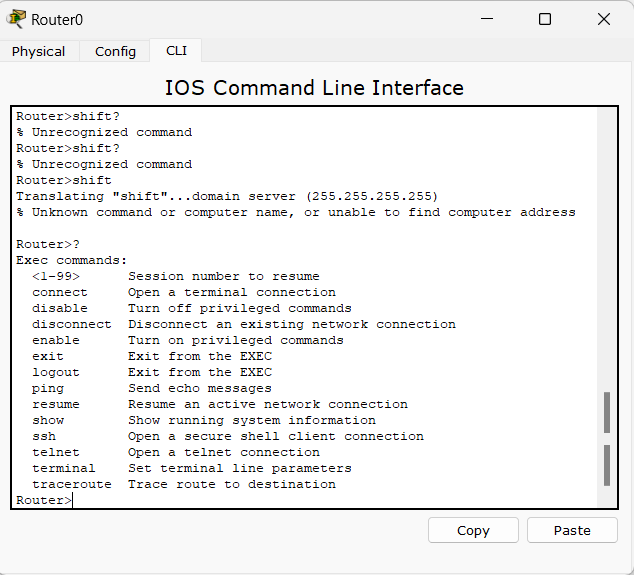 Router0
Physical Config CLI
IOS Command Line Interface
Router>shift?
% Unrecognized command
Router>shift?
% Unrecognized command
Router>shift
Translating "shift"...domain server (255.255.255.255)
% Unknown command or computer name, or unable to find computer address
Router>?
Exec commands:
<1-99> Session number to resume
connect Open a terminal connection
disable Turn off privileged commands
disconnect Disconnect an existing network connection
enable Turn on privileged commands
exit Exit from the EXEC
logout Exit from the EXEC
ping Send echo messages
resume Resume an active network connection
show Show running system information
ssh Open a secure shell client connection
telnet Open a telnet connection
terminal Set terminal line parameters
traceroute Trace route to destination
Router>
Copy Paste